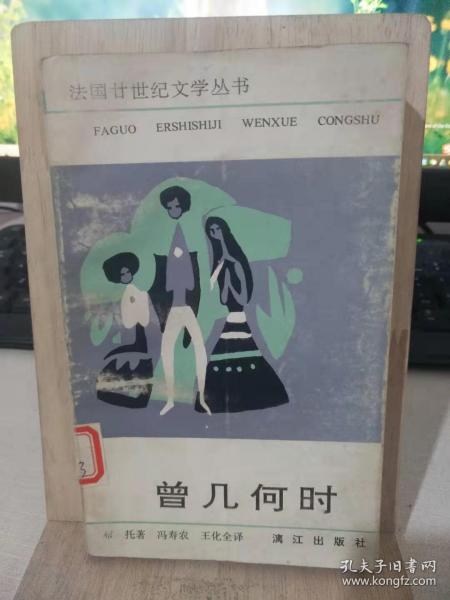 法国廿世纪文学丛书
FAGUO ERSHISHIJI WENXUE CONGSHU
3
曾几何时
布 托著 冯寿农 王化全译 漓江出版社
孔夫子旧书网
kongfz.com